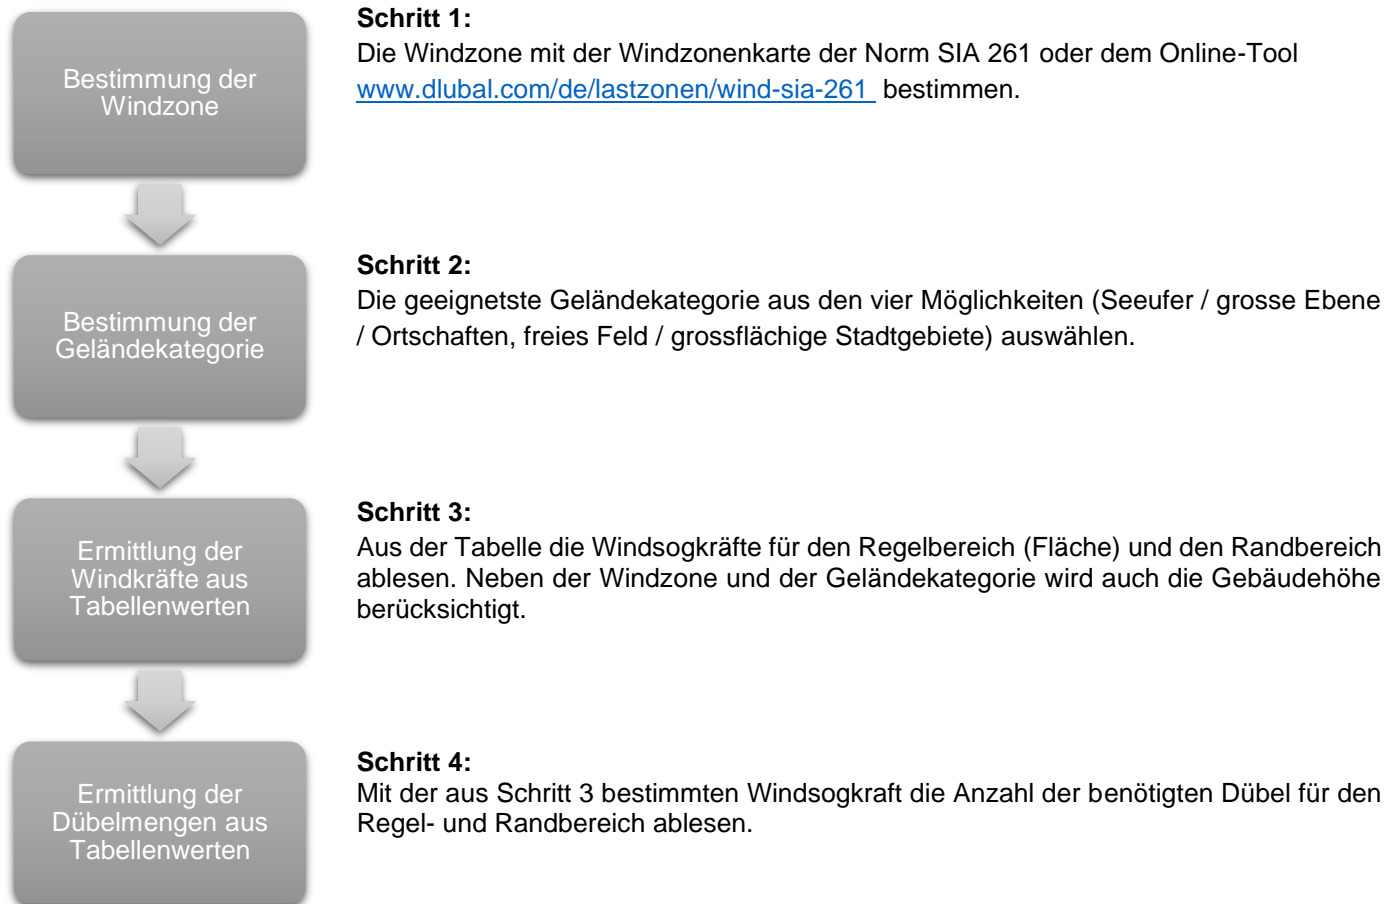 Bestimmung der
Windzone
Schritt 1:
Die Windzone mit der Windzonenkarte der Norm SIA 261 oder dem Online-Tool
www.dlubal.com/de/lastzonen/wind-sia-261 bestimmen.
Bestimmung der
Geländekategorie
Schritt 2:
Die geeignetste Geländekategorie aus den vier Möglichkeiten (Seeufer / grosse Ebene
/ Ortschaften, freies Feld / grossflächige Stadtgebiete) auswählen.
Ermittlung der
Windkräfte aus
Tabellenwerten
Schritt 3:
Aus der Tabelle die Windsogkräfte für den Regelbereich (Fläche) und den Randbereich
ablesen. Neben der Windzone und der Geländekategorie wird auch die Gebäudehöhe
berücksichtigt.
Ermittlung der
Dübelmengen aus
Tabellenwerten
Schritt 4:
Mit der aus Schritt 3 bestimmten Windsogkraft die Anzahl der benötigten Dübel für den
Regel- und Randbereich ablesen.